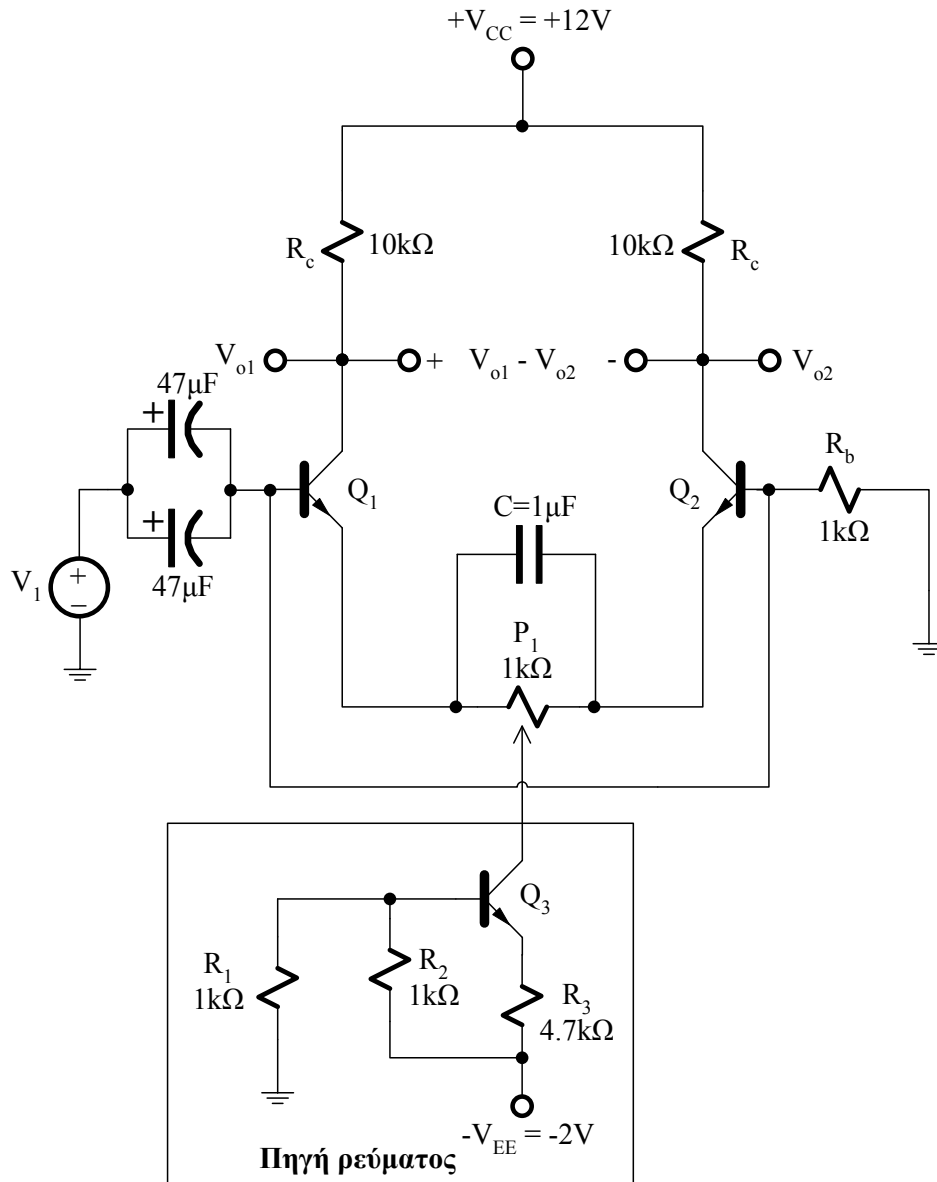 +V_CC = +12V
R_c
10kΩ
10kΩ
R_c
V_o1
+
V_o1 - V_o2
-
V_o2
47μF
+
Q_1
Q_2
R_b
1kΩ
C=1μF
+
47μF
V_1
+
−
P_1
1kΩ
Q_3
R_1
1kΩ
R_2
1kΩ
R_3
4.7kΩ
-V_EE = -2V
Πηγή ρεύματος